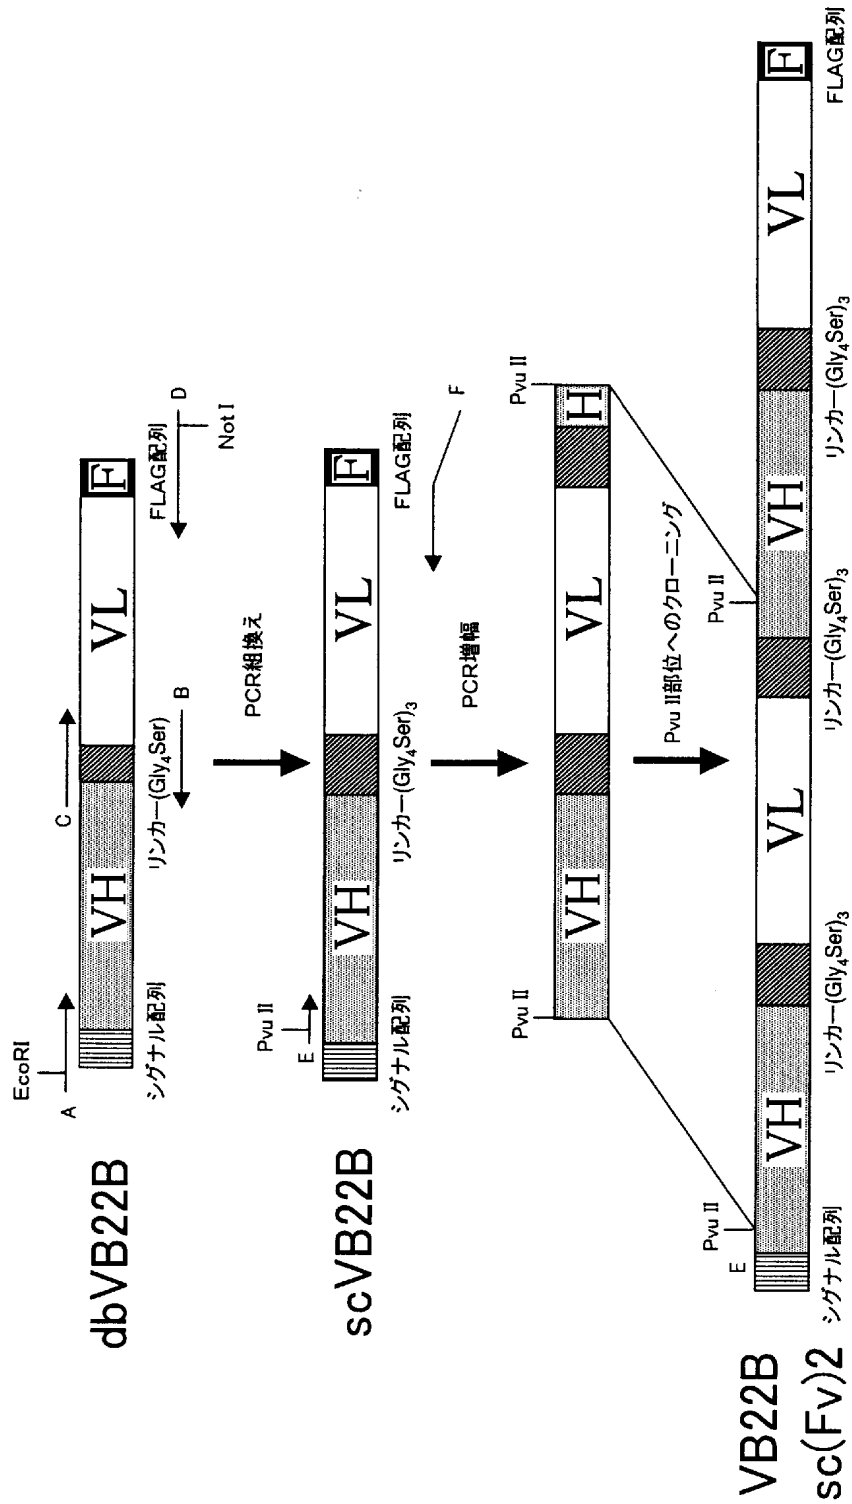 dbVB22B
EcoRI
A
C
VH
VL
F
シグナル配列
リンカー(Gly₄Ser)
FLAG配列
B
D
Not I
PCR組換え
scVB22B
Pvu II
E
VH
VL
F
シグナル配列
リンカー(Gly₄Ser)₃
FLAG配列
F
PCR増幅
Pvu II
Pvu II
VH
VL
H
Pvu II部位へのクローニング
VB22B
sc(Fv)2
E
Pvu II
Pvu II
VH
VL
VH
VL
F
シグナル配列
リンカー(Gly₄Ser)₃
リンカー(Gly₄Ser)₃
リンカー(Gly₄Ser)₃
FLAG配列